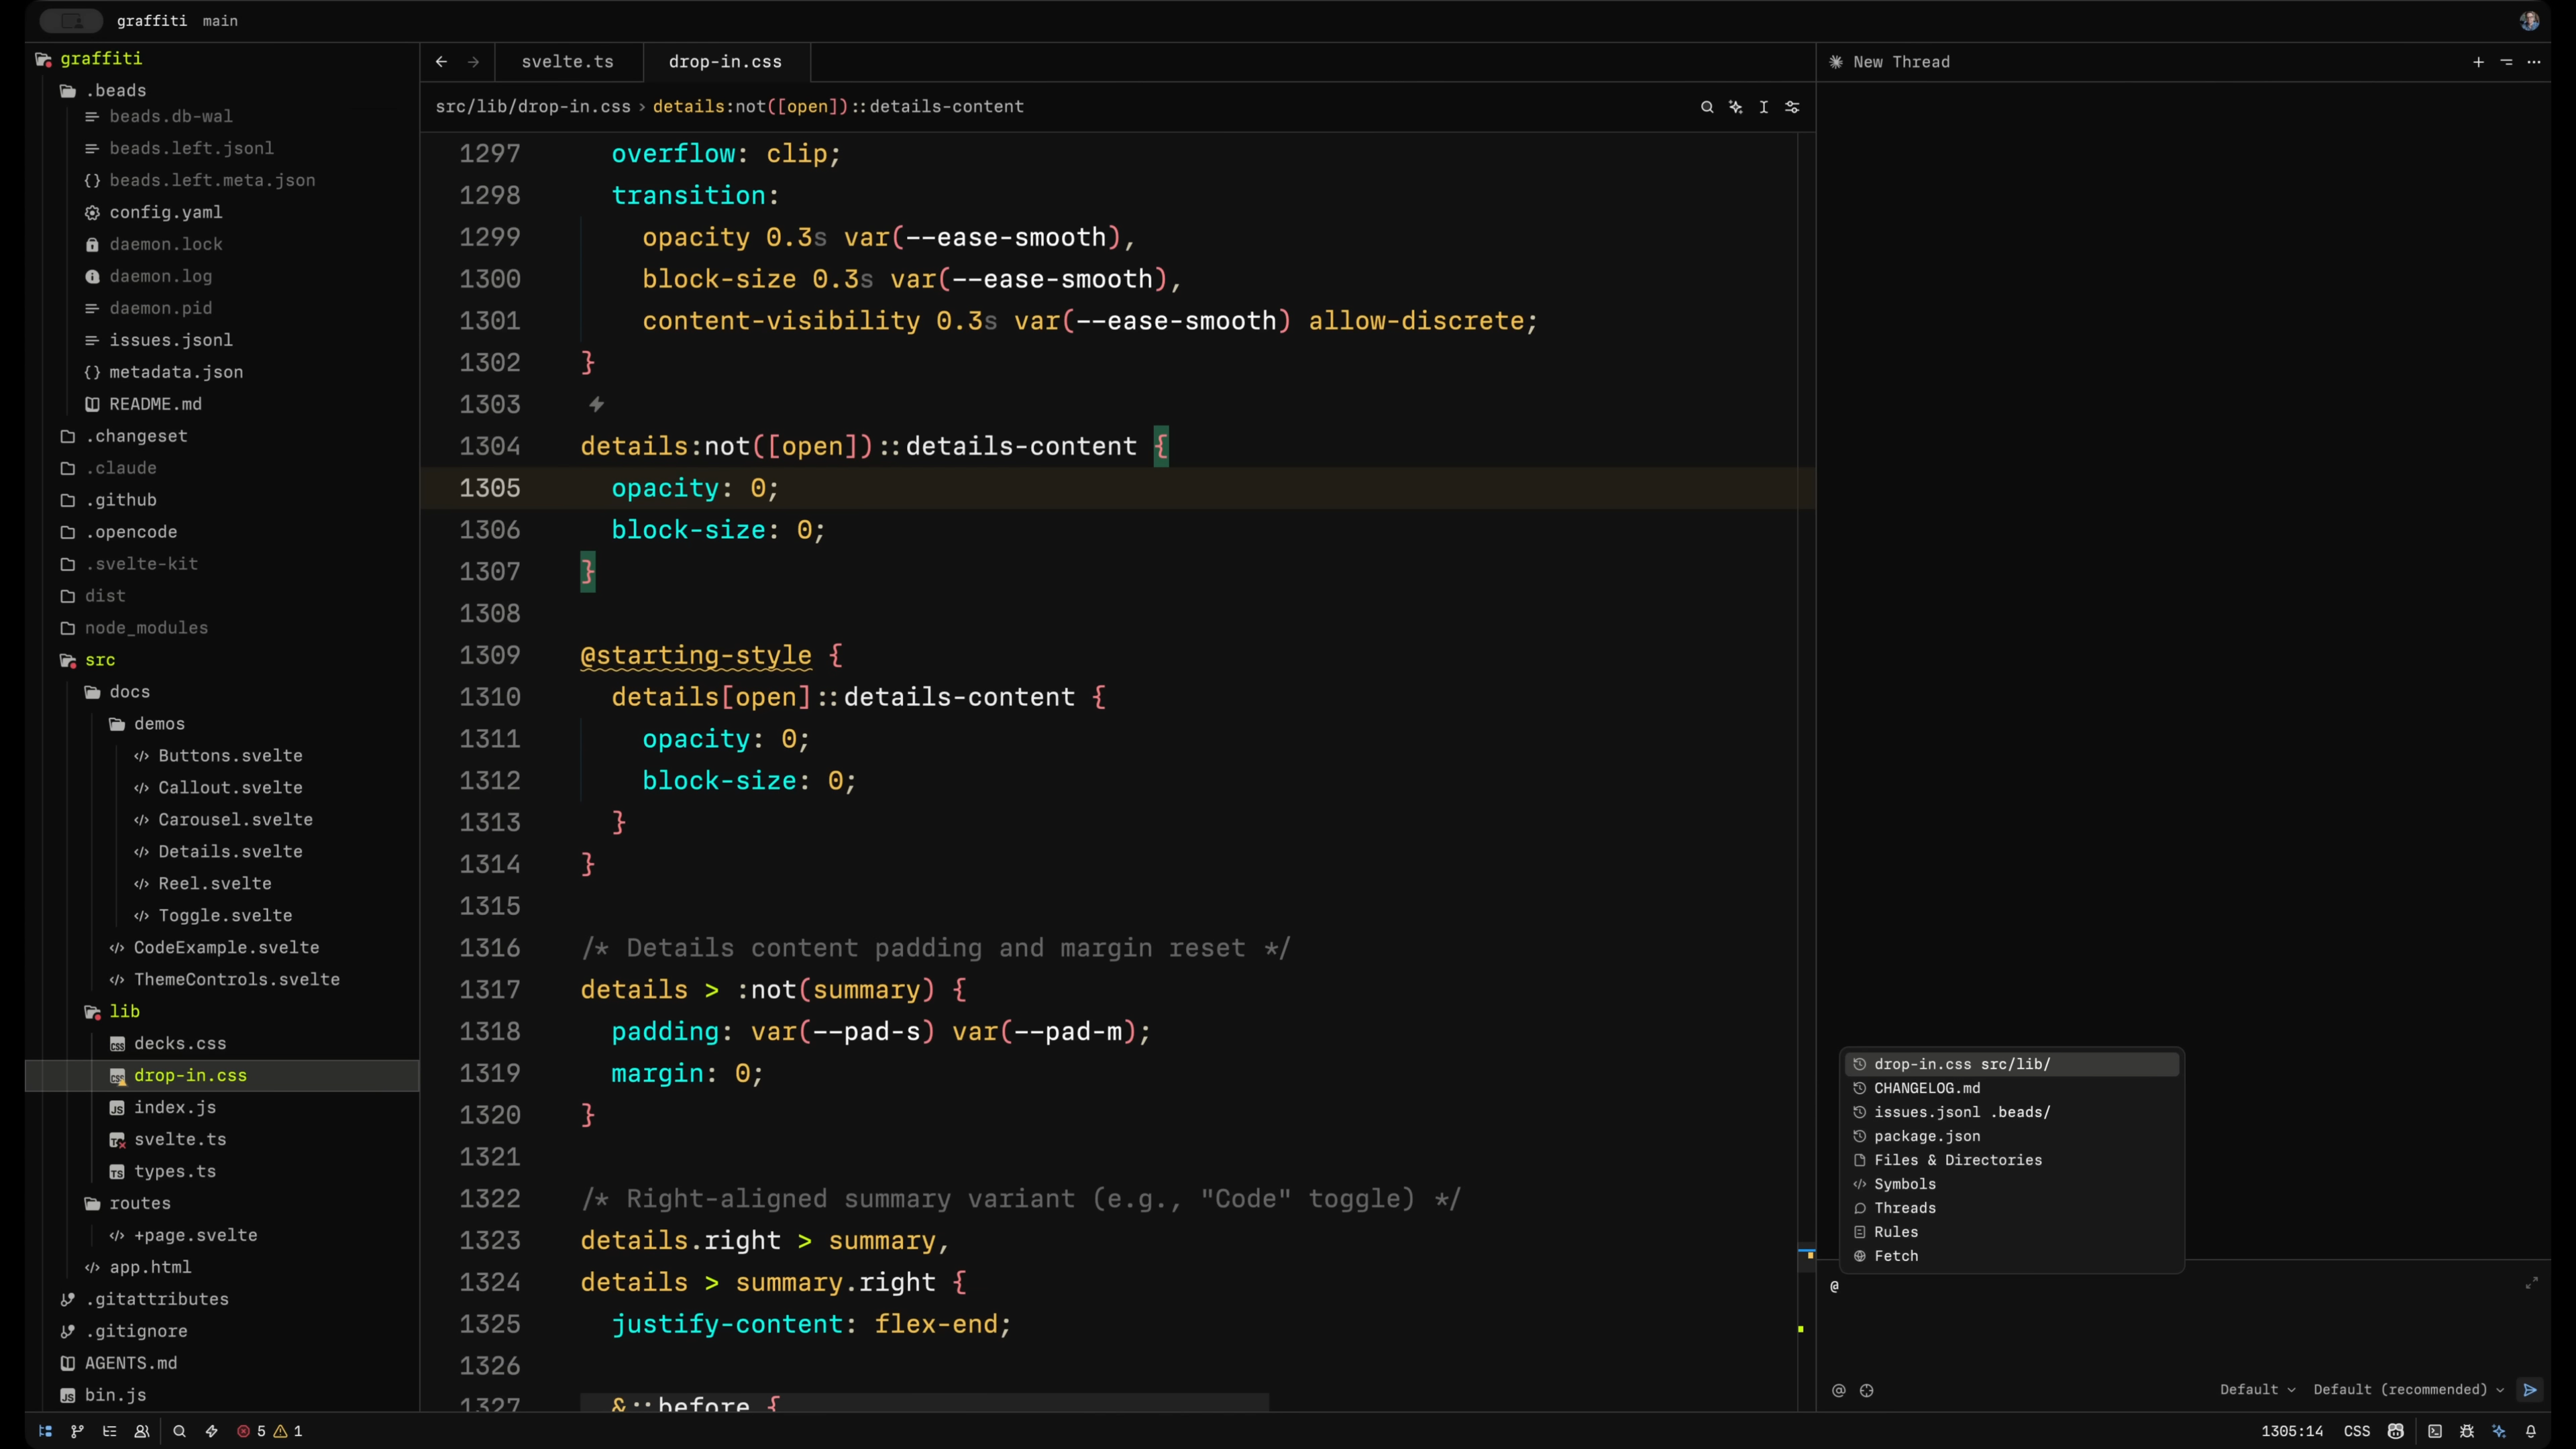 graffiti main
graffiti
.beads
beads.db-wal
beads.left.jsonl
beads.left.meta.json
config.yaml
daemon.lock
daemon.log
daemon.pid
issues.jsonl
metadata.json
README.md
.changeset
.claude
.github
.opencode
.svelte-kit
dist
node_modules
src
docs
demos
Buttons.svelte
Callout.svelte
Carousel.svelte
Details.svelte
Reel.svelte
Toggle.svelte
CodeExample.svelte
ThemeControls.svelte
lib
decks.css
drop-in.css
index.js
svelte.ts
types.ts
routes
+page.svelte
app.html
.gitattributes
.gitignore
AGENTS.md
bin.js
svelte.ts drop-in.css
src/lib/drop-in.css › details:not([open])::details-content
1297 overflow: clip;
1298 transition:
1299 opacity 0.3s var(--ease-smooth),
1300 block-size 0.3s var(--ease-smooth),
1301 content-visibility 0.3s var(--ease-smooth) allow-discrete;
1302 }
1303
1304 details:not([open])::details-content {
1305 opacity: 0;
1306 block-size: 0;
1307 }
1308
1309 @starting-style {
1310 details[open]::details-content {
1311 opacity: 0;
1312 block-size: 0;
1313 }
1314 }
1315
1316 /* Details content padding and margin reset */
1317 details > :not(summary) {
1318 padding: var(--pad-s) var(--pad-m);
1319 margin: 0;
1320 }
1321
1322 /* Right-aligned summary variant (e.g., "Code" toggle) */
1323 details.right > summary,
1324 details > summary.right {
1325 justify-content: flex-end;
1326
1327 &::before {
New Thread
drop-in.css src/lib/
CHANGELOG.md
issues.jsonl .beads/
package.json
Files & Directories
Symbols
Threads
Rules
Fetch
@
Default Default (recommended)
5 1
1305:14 CSS